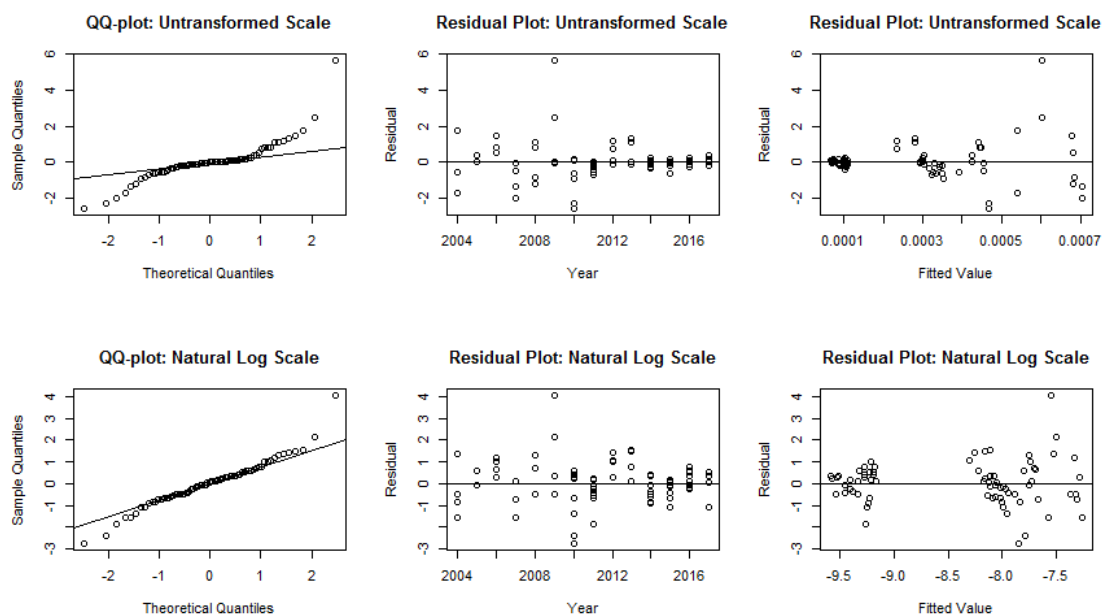 QQ-plot: Untransformed Scale
Sample Quantiles
6
4
2
0
-2
-2 -1 0 1 2
Theoretical Quantiles
Residual Plot: Untransformed Scale
Residual
6
4
2
0
-2
2004 2008 2012 2016
Year
Residual Plot: Untransformed Scale
Residual
6
4
2
0
-2
0.0001 0.0003 0.0005 0.0007
Fitted Value
QQ-plot: Natural Log Scale
Sample Quantiles
4
3
2
1
0
-1
-3
-2 -1 0 1 2
Theoretical Quantiles
Residual Plot: Natural Log Scale
Residual
4
3
2
1
0
-1
-3
2004 2008 2012 2016
Year
Residual Plot: Natural Log Scale
Residual
4
3
2
1
0
-1
-3
-9.5 -9.0 -8.5 -8.0 -7.5
Fitted Value